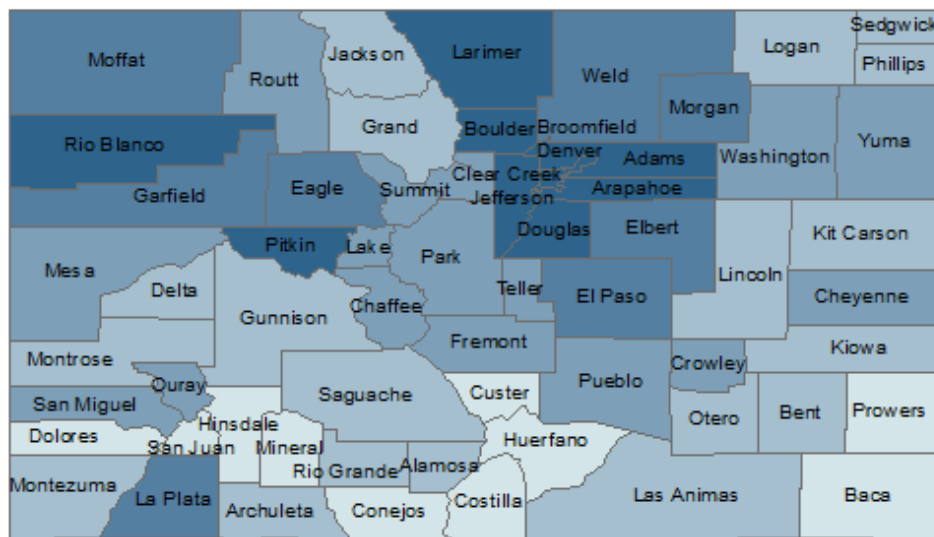 Sedgwick
Moffat
Jackson
Larimer
Logan
Phillips
Routt
Weld
Morgan
Grand
Boulder
Broomfield
Rio Blanco
Denver
Adams
Washington
Yuma
Clear Creek
Eagle
Summit
Garfield
Jefferson
Arapahoe
Pitkin
Lake
Park
Douglas
Elbert
Kit Carson
Mesa
Lincoln
Delta
Teller
El Paso
Cheyenne
Gunnison
Chaffee
Montrose
Fremont
Crowley
Kiowa
Ouray
Pueblo
San Miguel
Saguache
Custer
Otero
Bent
Prowers
Dolores
Hinsdale
San Juan
Mineral
Huerfano
Rio Grande
Alamosa
Montezuma
La Plata
Archuleta
Conejos
Costilla
Las Animas
Baca